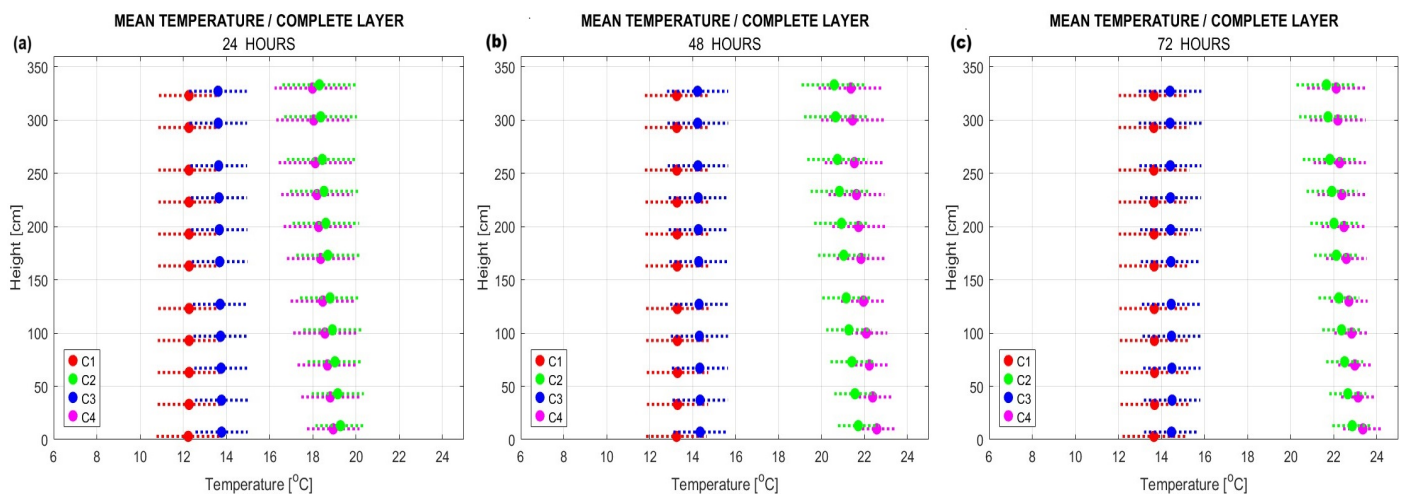 MEAN TEMPERATURE / COMPLETE LAYER
(a)
24 HOURS
350
300
250
200
150
100
50
0
Height [cm]
C1
C2
C3
C4
6 8 10 12 14 16 18 20 22 24
Temperature [°C]
MEAN TEMPERATURE / COMPLETE LAYER
(b)
48 HOURS
350
300
250
200
150
100
50
0
Height [cm]
C1
C2
C3
C4
6 8 10 12 14 16 18 20 22 24
Temperature [°C]
MEAN TEMPERATURE / COMPLETE LAYER
(c)
72 HOURS
350
300
250
200
150
100
50
0
Height [cm]
C1
C2
C3
C4
6 8 10 12 14 16 18 20 22 24
Temperature [°C]